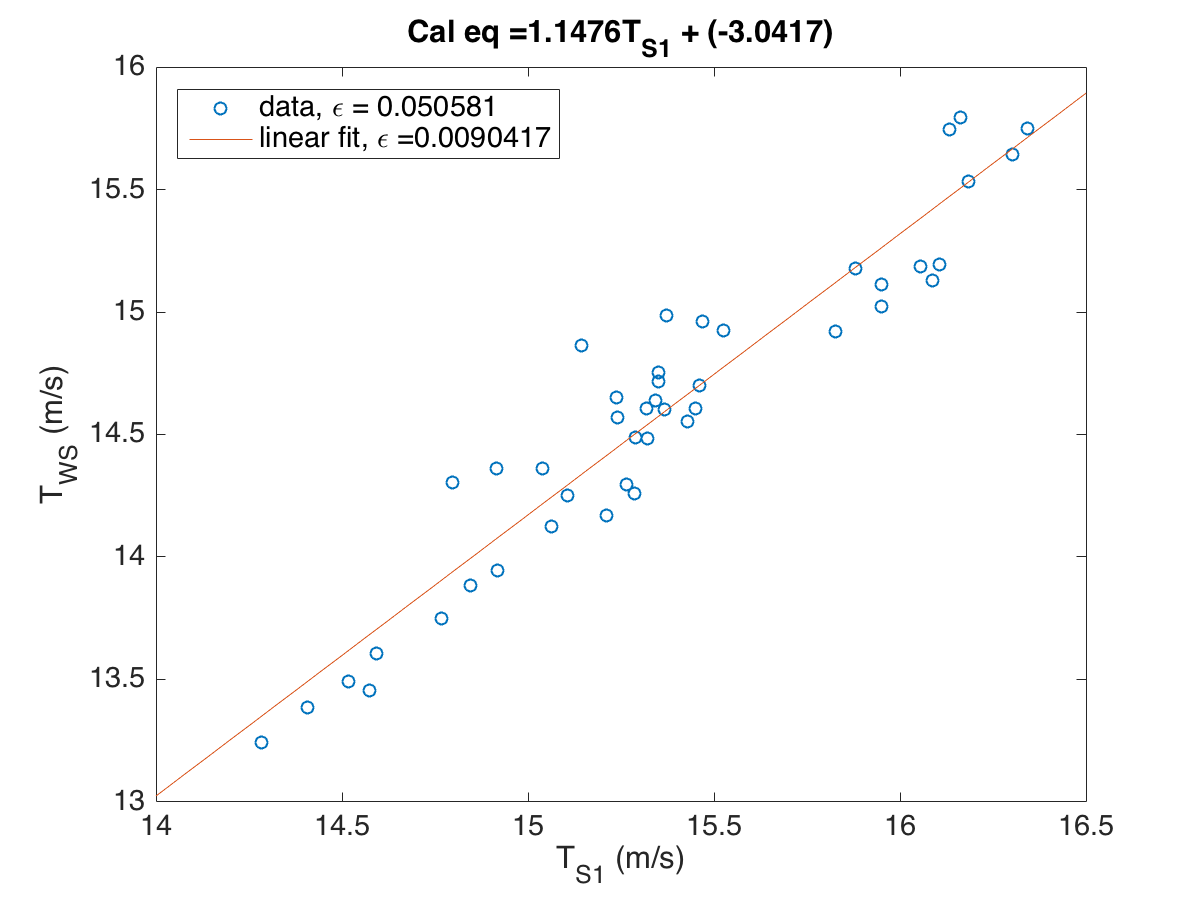 Cal eq =1.1476T_S1 + (-3.0417)
data, ϵ = 0.050581
linear fit, ϵ =0.0090417
16
15.5
15
14.5
14
13.5
13
T_WS (m/s)
14 14.5 15 15.5 16 16.5
T_S1 (m/s)